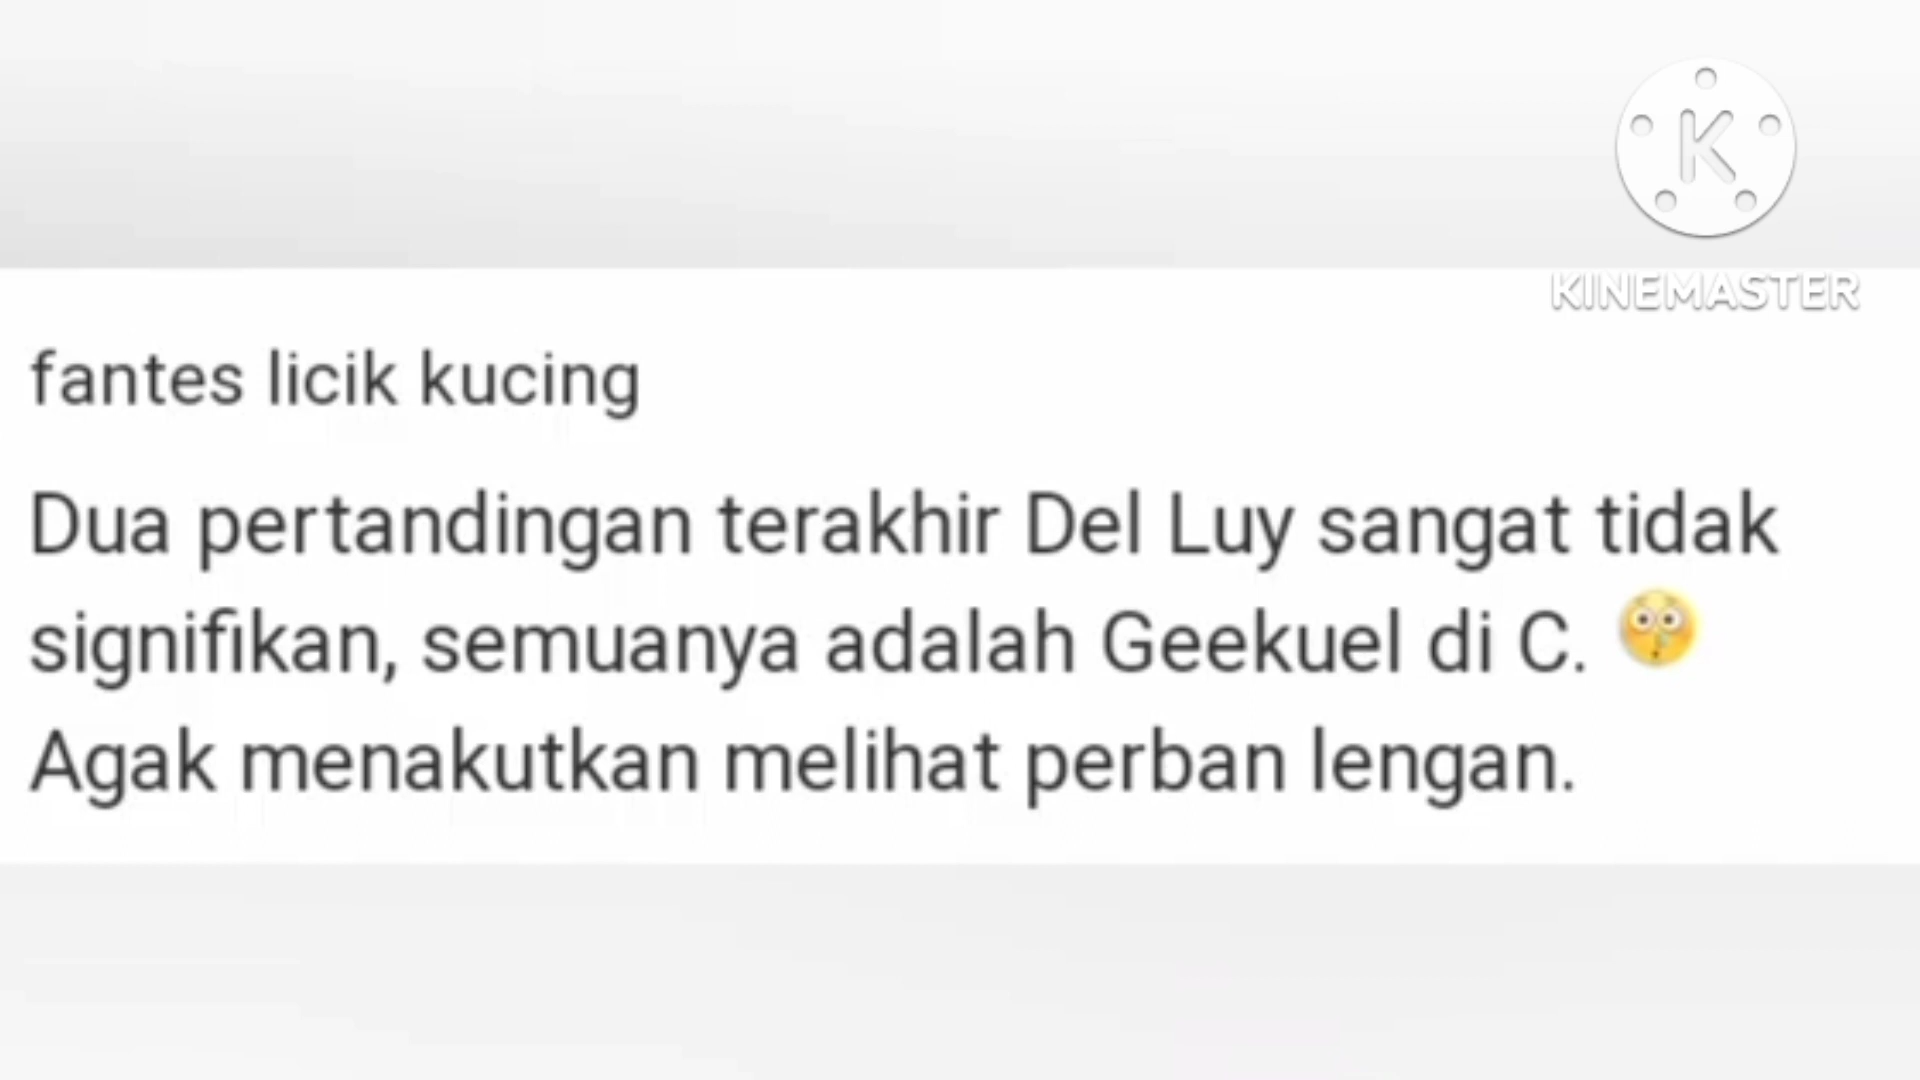 K
KINEMASTER
fantes licik kucing
Dua pertandingan terakhir Del Luy sangat tidak
signifikan, semuanya adalah Geekuel di C.
Agak menakutkan melihat perban lengan.